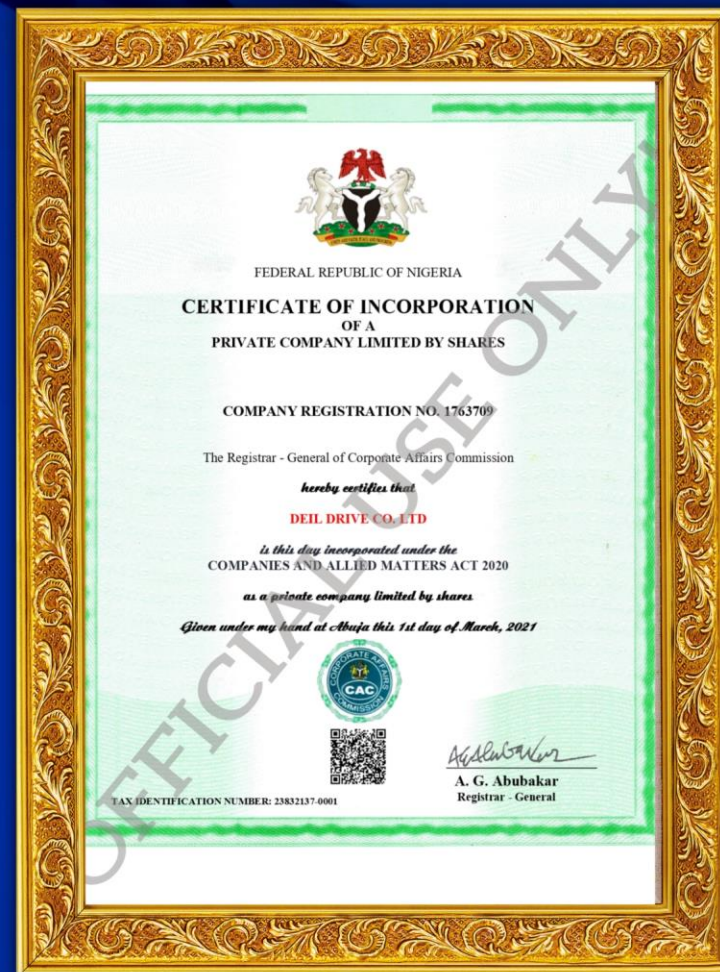 FEDERAL REPUBLIC OF NIGERIA
CERTIFICATE OF INCORPORATION
OF A
PRIVATE COMPANY LIMITED BY SHARES
COMPANY REGISTRATION NO. 1763709
The Registrar - General of Corporate Affairs Commission
hereby certifies that
DEIL DRIVE CO. LTD
is this day incorporated under the
COMPANIES AND ALLIED MATTERS ACT 2020
as a private company limited by shares
Given under my hand at Abuja this 1st day of March, 2021
CORPORATE AFFAIRS
CAC
COMMISSION
A. G. Abubakar
Registrar - General
TAX IDENTIFICATION NUMBER: 23832137-0001
OFFICIAL USE ONLY